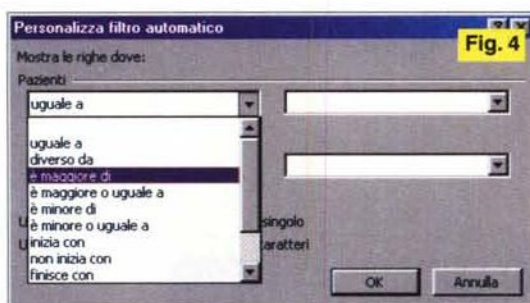 Personalizza filtro automatico
Fig. 4
Mostra le righe dove:
Pazienti
uguale a
uguale a
diverso da
è maggiore di
è maggiore o uguale a
è minore di
è minore o uguale a
singolo
inizia con
caratteri
non inizia con
finisce con
OK
Annulla